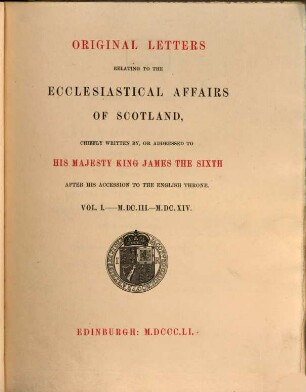 ORIGINAL LETTERS
RELATING TO THE
ECCLESIASTICAL AFFAIRS
OF SCOTLAND,
CHIEFLY WRITTEN BY, OR ADDRESSED TO
HIS MAJESTY KING JAMES THE SIXTH
AFTER HIS ACCESSION TO THE ENGLISH THRONE.
VOL. I.—M.DC.III.—M.DC.XIV.
EDINBURGH: M.DCCC.LI.